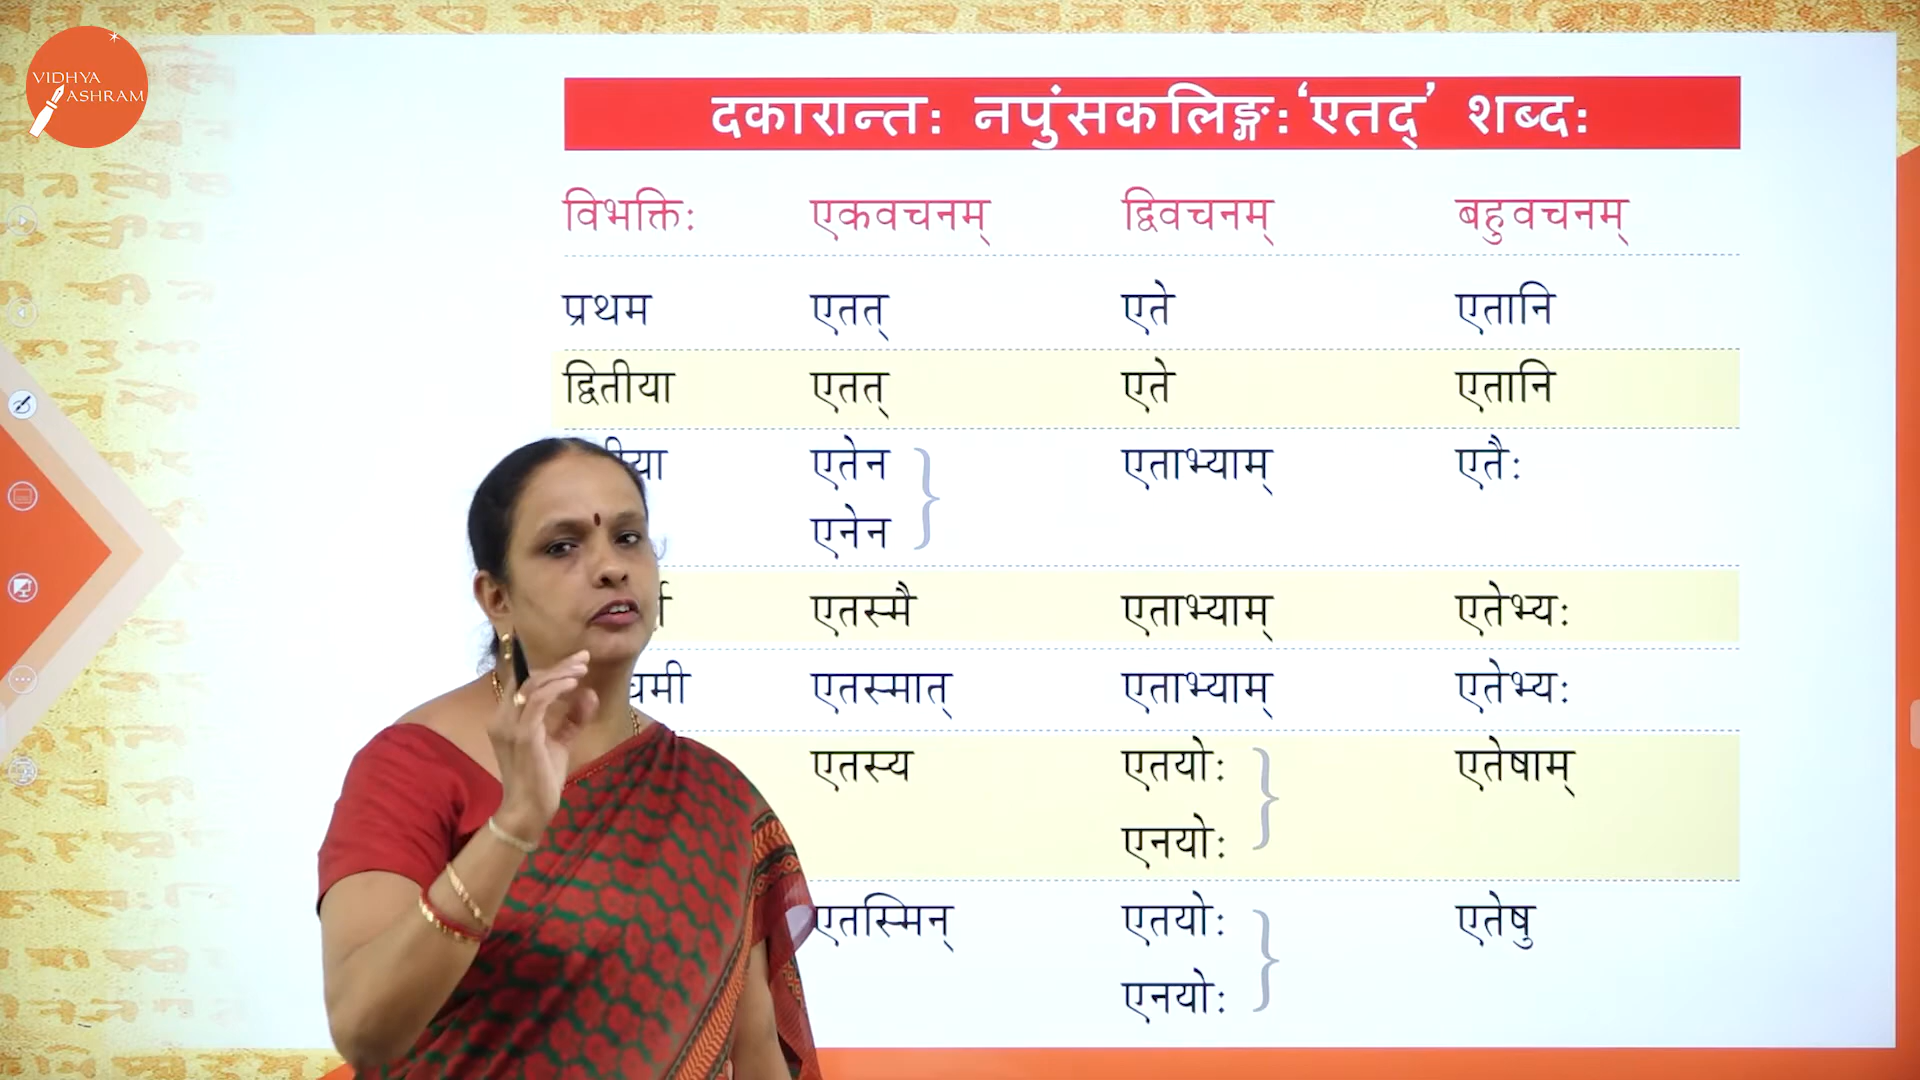 VIDHYA
ASHRAM
दकारान्तः नपुंसकलिङ्गः ‘एतद्’ शब्दः
विभक्तिः एकवचनम् द्विवचनम् बहुवचनम्
प्रथम एतत् एते एतानि
द्वितीया एतत् एते एतानि
एतेन एताभ्याम् एतैः
एनेन
एतस्मै एताभ्याम् एतेभ्यः
एतस्मात् एताभ्याम् एतेभ्यः
एतस्य एतयोः एतेषाम्
एनयोः
एतस्मिन् एतयोः एतेषु
एनयोः